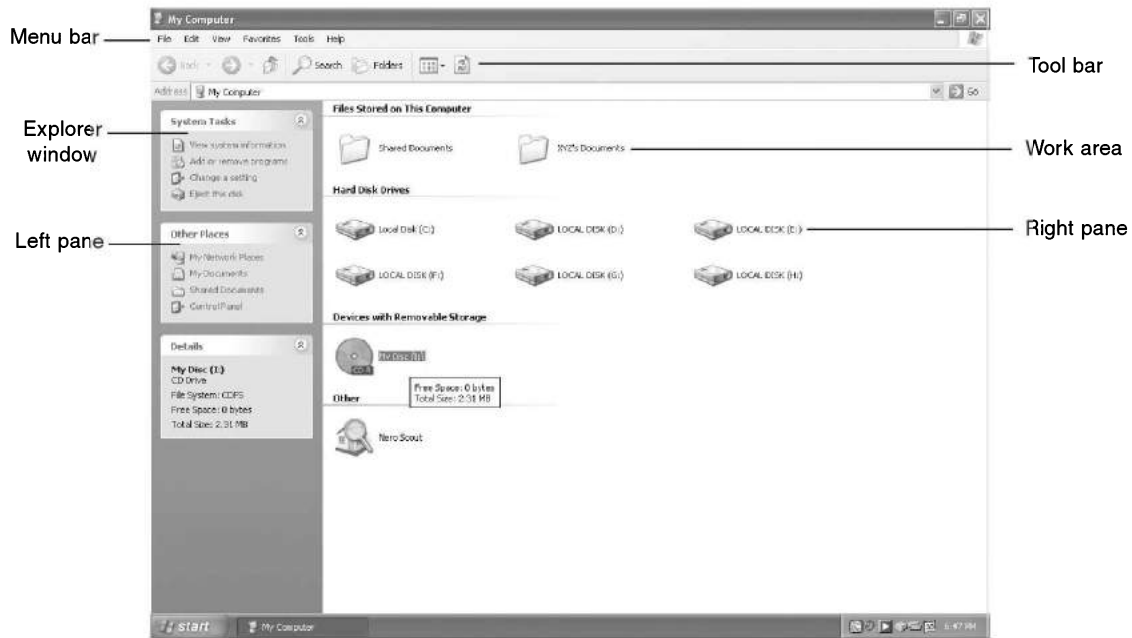 My Computer
Menu bar
File Edit View Favorites Tools Help
Back Search Folders
Tool bar
Address My Computer Go
Files Stored on This Computer
System Tasks
Explorer window
View system information
Shared Documents
XYZ's Documents
Work area
Add or remove programs
Change a setting
Eject this disk
Hard Disk Drives
Other Places
Left pane
Local Disk (C:)
LOCAL DISK (D:)
LOCAL DISK (E:)
Right pane
My Network Places
My Documents
Shared Documents
Control Panel
LOCAL DISK (F:)
LOCAL DISK (G:)
LOCAL DISK (H:)
Devices with Removable Storage
Details
My Disc (I:)
CD Drive
File System: CDFS
Free Space: 0 bytes
Total Size: 2.31 MB
My Disc (I:)
Free Space: 0 bytes
Total Size: 2.31 MB
Other
Nero Scout
start
My Computer
6:47 PM